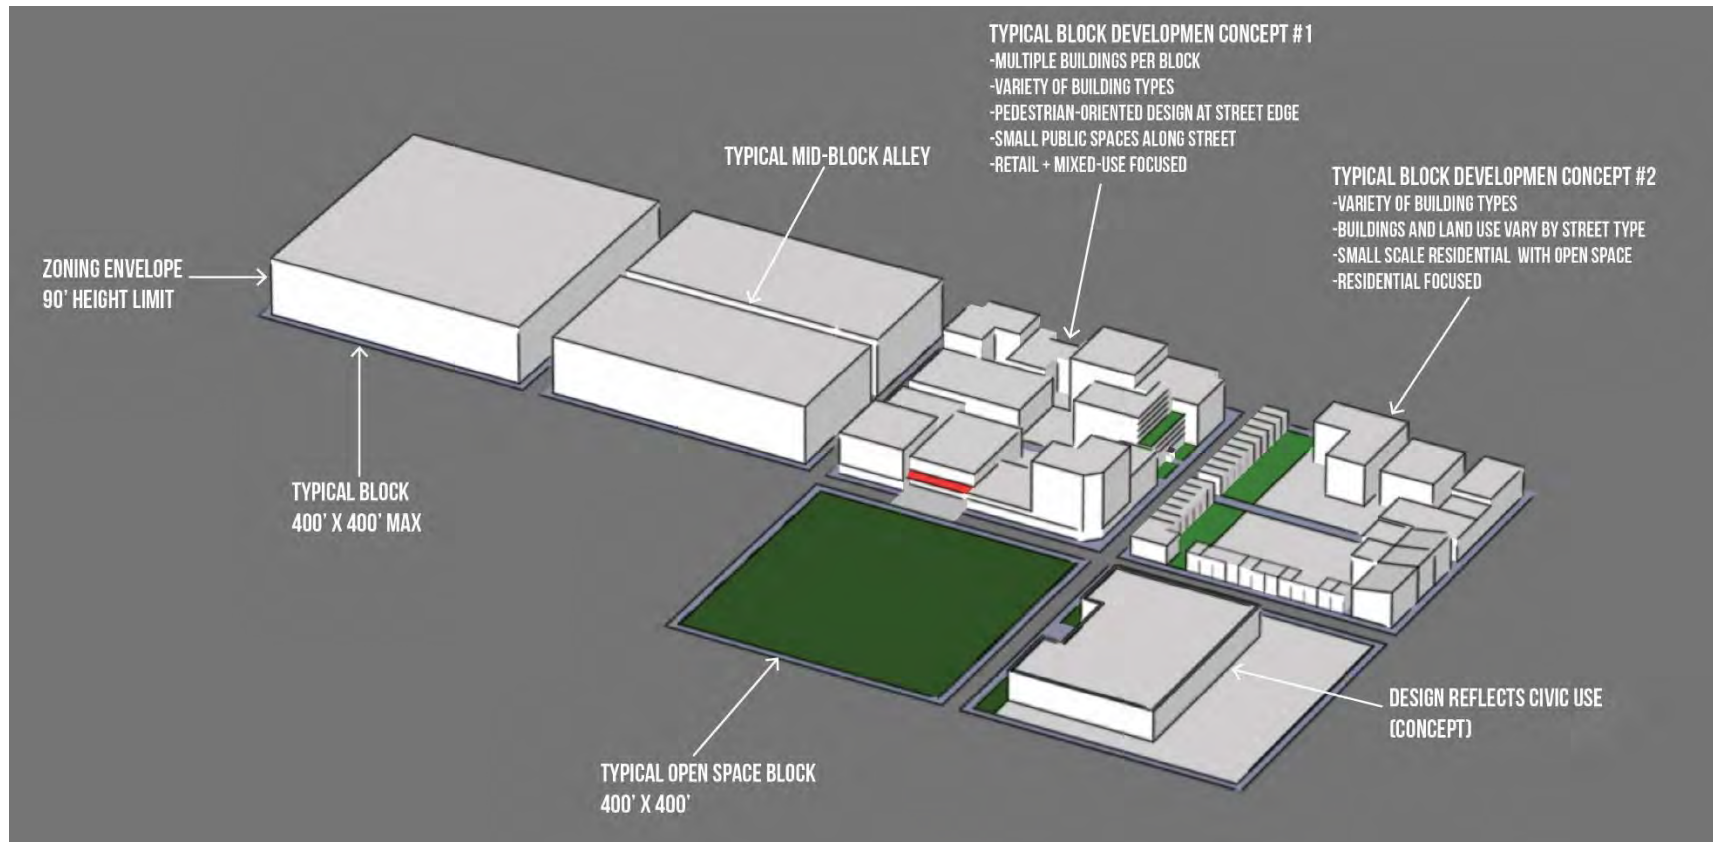 TYPICAL BLOCK DEVELOPMEN CONCEPT #1
-MULTIPLE BUILDINGS PER BLOCK
-VARIETY OF BUILDING TYPES
-PEDESTRIAN-ORIENTED DESIGN AT STREET EDGE
-SMALL PUBLIC SPACES ALONG STREET
-RETAIL + MIXED-USE FOCUSED
TYPICAL MID-BLOCK ALLEY
TYPICAL BLOCK DEVELOPMEN CONCEPT #2
-VARIETY OF BUILDING TYPES
-BUILDINGS AND LAND USE VARY BY STREET TYPE
-SMALL SCALE RESIDENTIAL WITH OPEN SPACE
-RESIDENTIAL FOCUSED
ZONING ENVELOPE
90' HEIGHT LIMIT
TYPICAL BLOCK
400' X 400' MAX
DESIGN REFLECTS CIVIC USE
(CONCEPT)
TYPICAL OPEN SPACE BLOCK
400' X 400'